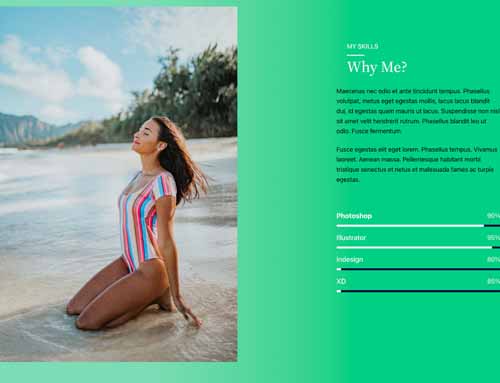 MY SKILLS
Why Me?
Maecenas nec odio et ante tincidunt tempus. Phasellus
volutpat, metus eget egestas mollis, lacus lacus blandit
dui, id egestas quam mauris ut lacus. Suspendisse non nisl
sit amet velit hendrerit rutrum. Phasellus blandit leo ut
odio. Fusce fermentum.
Fusce egestas elit eget lorem. Phasellus tempus. Vivamus
laoreet. Aenean massa. Pellentesque habitant morbi
tristique senectus et netus et malesuada fames ac turpis
egestas.
Photoshop 90%
Illustrator 95%
Indesign
XD 85%